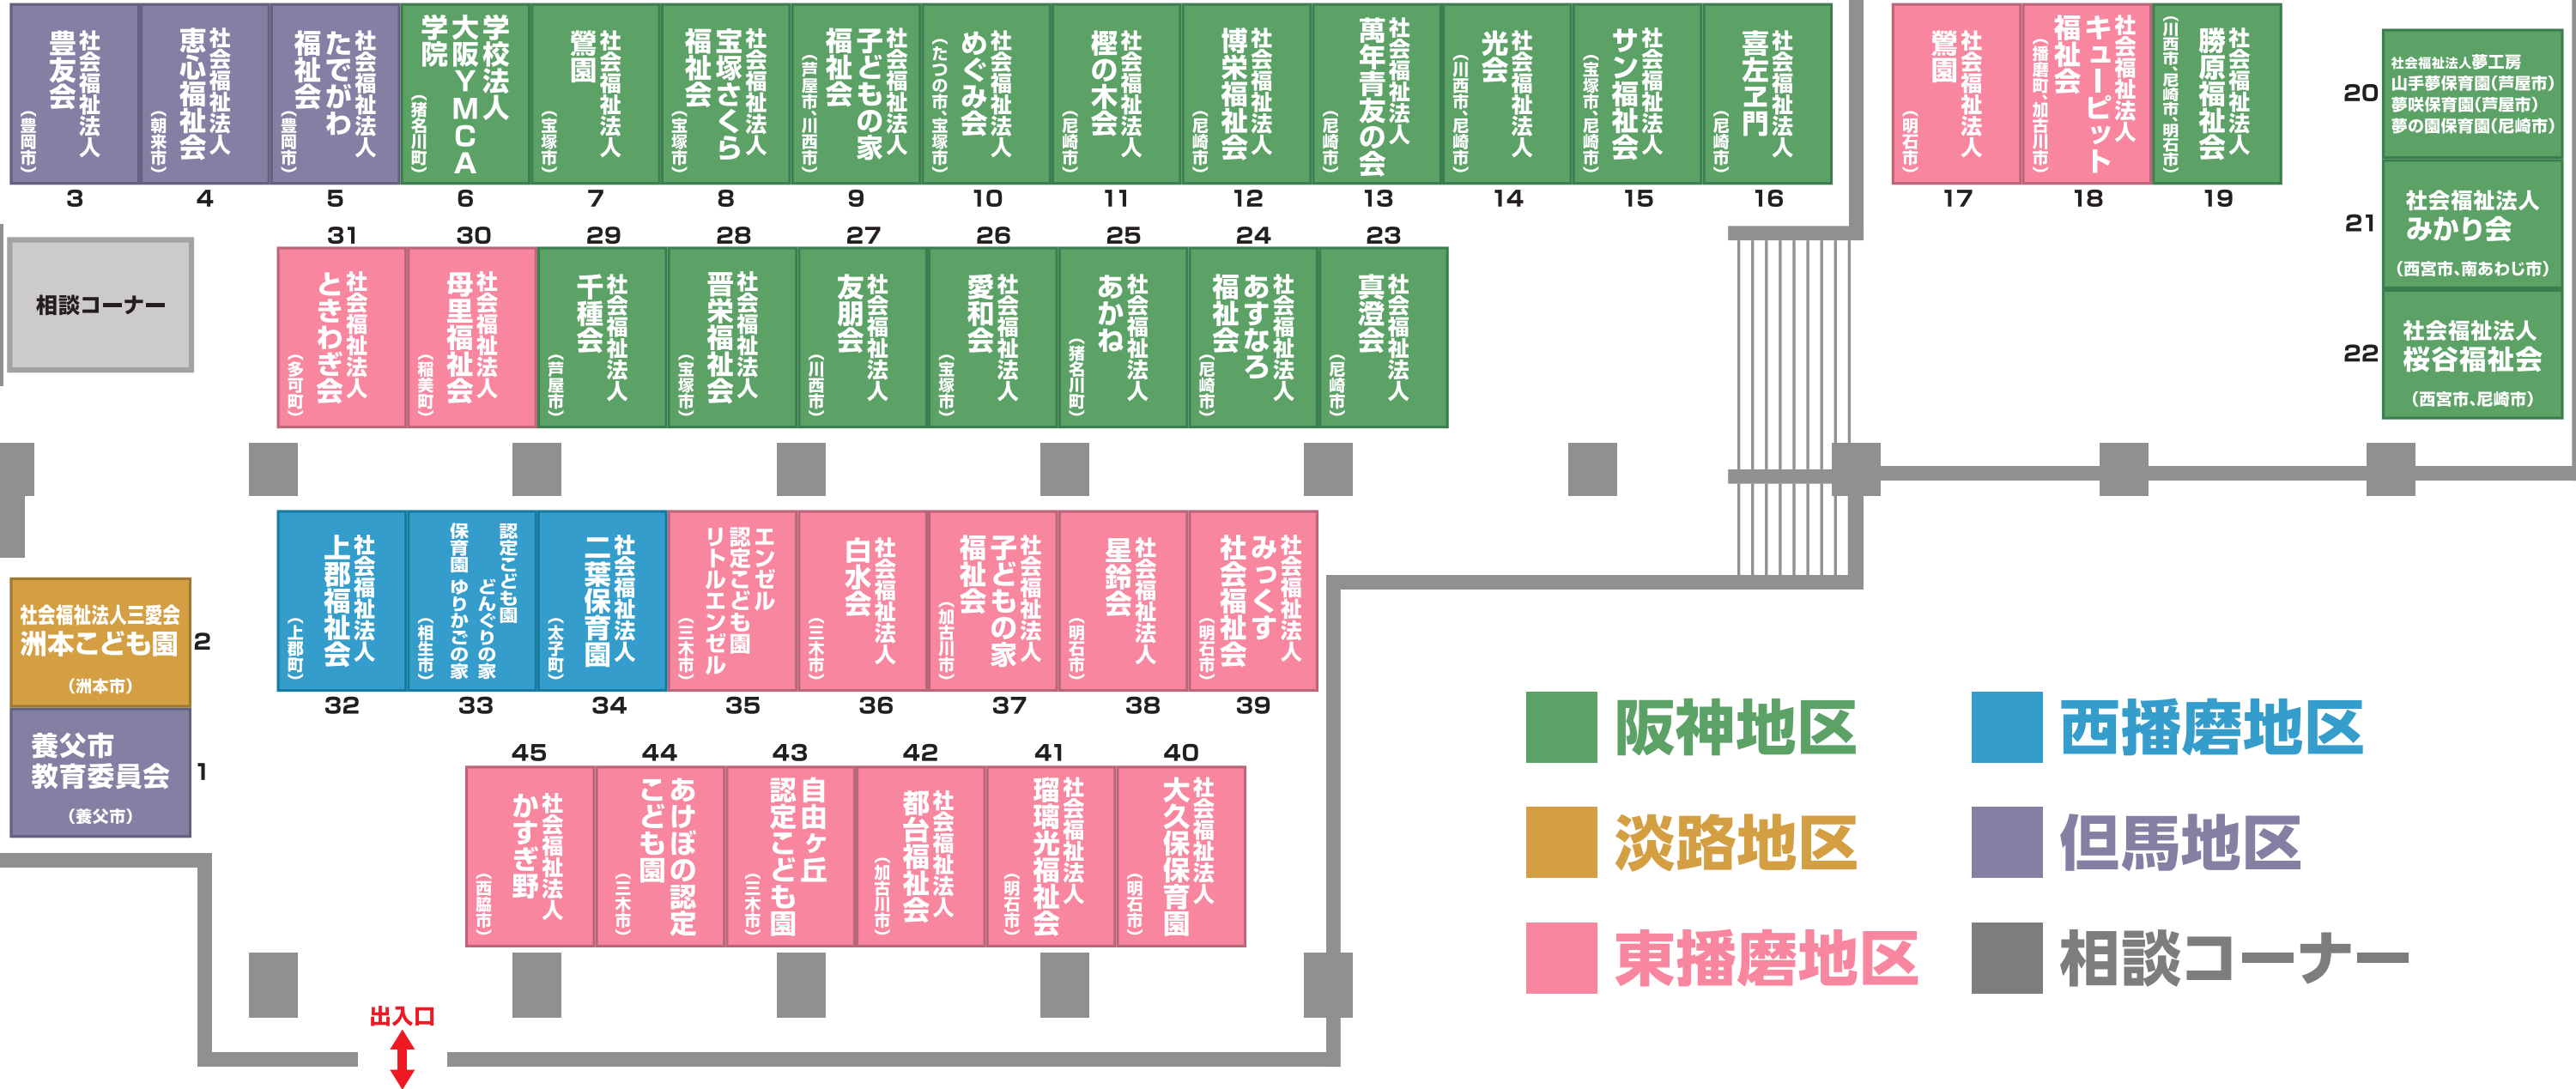 社会福祉法人
豊友会
（豊岡市）
3
社会福祉法人
恵心福祉会
（朝来市）
4
社会福祉法人
たでがわ
福祉会
（豊岡市）
5
学校法人
大阪YMCA
学院
（猪名川町）
6
社会福祉法人
鶯園
（宝塚市）
7
社会福祉法人
宝塚さくら
福祉会
（宝塚市）
8
社会福祉法人
子どもの家
福祉会
（芦屋市、川西市）
9
社会福祉法人
めぐみ会
（たつの市、宝塚市）
10
社会福祉法人
樫の木会
（尼崎市）
11
社会福祉法人
博栄福祉会
（尼崎市）
12
社会福祉法人
萬年青友の会
（尼崎市）
13
社会福祉法人
光会
（川西市、尼崎市）
14
社会福祉法人
サン福祉会
（宝塚市、尼崎市）
15
社会福祉法人
喜左ヱ門
（尼崎市）
16
社会福祉法人
鶯園
（明石市）
17
社会福祉法人
キューピット
福祉会
（播磨町、加古川市）
18
社会福祉法人
勝原福祉会
（川西市、尼崎市、明石市）
19
社会福祉法人夢工房
山手夢保育園（芦屋市）
夢咲保育園（芦屋市）
夢の園保育園（尼崎市）
20
社会福祉法人
みかり会
（西宮市、南あわじ市）
21
社会福祉法人
桜谷福祉会
（西宮市、尼崎市）
22
相談コーナー
31
社会福祉法人
ときわぎ会
（多可町）
30
社会福祉法人
母里福祉会
（稲美町）
29
社会福祉法人
千種会
（芦屋市）
28
社会福祉法人
晋栄福祉会
（宝塚市）
27
社会福祉法人
友朋会
（川西市）
26
社会福祉法人
愛和会
（宝塚市）
25
社会福祉法人
あかね
（猪名川町）
24
社会福祉法人
あすなろ
福祉会
（尼崎市）
23
社会福祉法人
真澄会
（尼崎市）
社会福祉法人三愛会
洲本こども園
（洲本市）
2
養父市
教育委員会
（養父市）
1
社会福祉法人
上郡福祉会
（上郡町）
32
認定こども園
どんぐりの家
保育園 ゆりかごの家
（相生市）
33
社会福祉法人
二葉保育園
（太子町）
34
エンゼル
認定こども園
リトルエンゼル
（三木市）
35
社会福祉法人
白水会
（三木市）
36
社会福祉法人
子どもの家
福祉会
（加古川市）
37
社会福祉法人
星鈴会
（明石市）
38
社会福祉法人
みっくす
社会福祉会
（明石市）
39
45
社会福祉法人
かすぎ野
（西脇市）
44
あけぼの認定
こども園
（三木市）
43
自由ヶ丘
認定こども園
（三木市）
42
社会福祉法人
都台福祉会
（加古川市）
41
社会福祉法人
瑠璃光福祉会
（明石市）
40
社会福祉法人
大久保保育園
（明石市）
出入口
阪神地区
西播磨地区
淡路地区
但馬地区
東播磨地区
相談コーナー